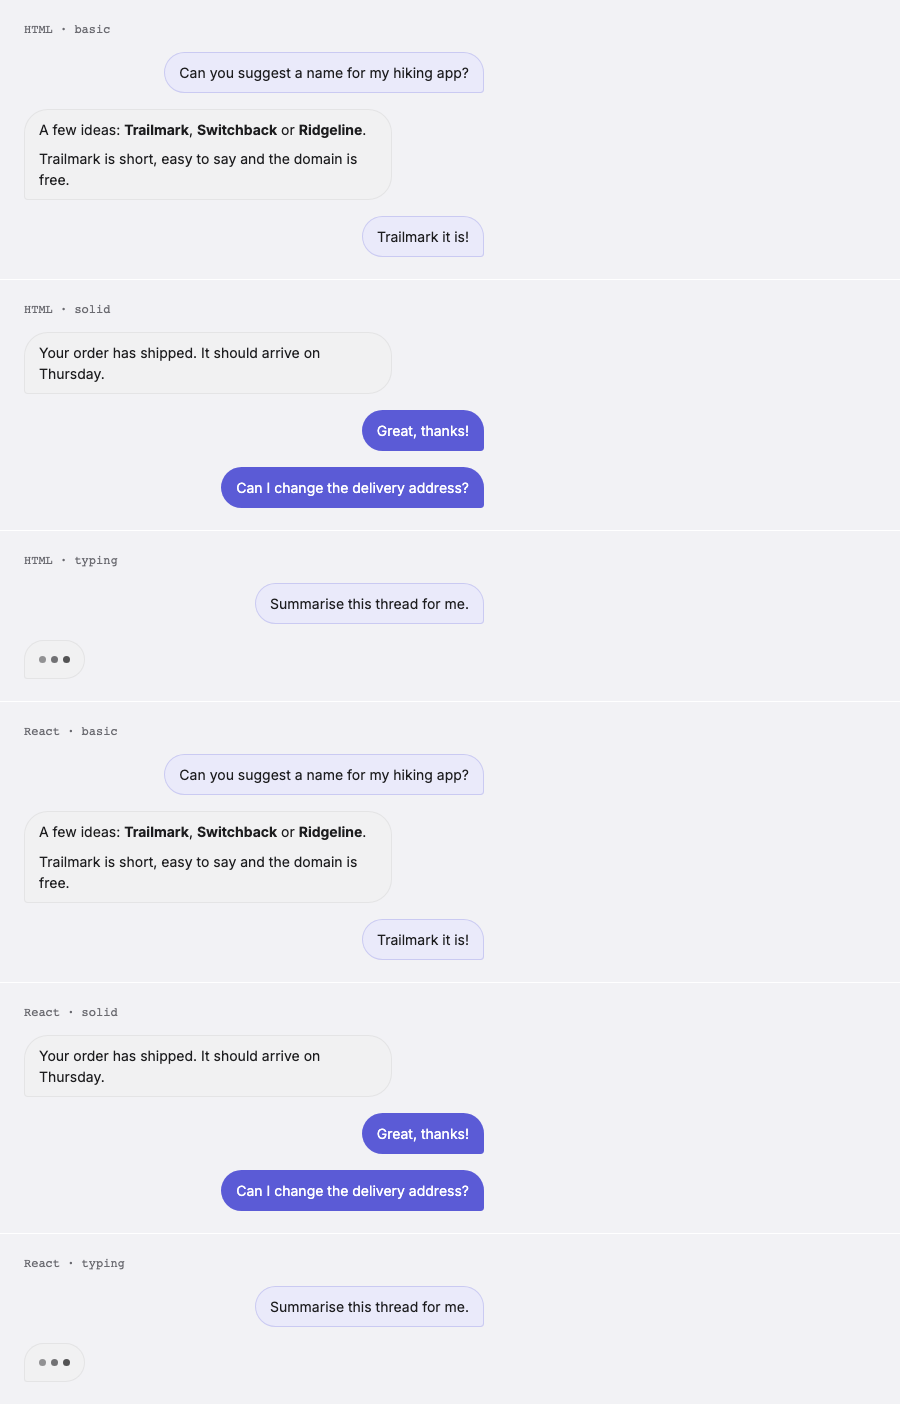 HTML · basic
Can you suggest a name for my hiking app?
A few ideas: Trailmark, Switchback or Ridgeline.
Trailmark is short, easy to say and the domain is
free.
Trailmark it is!
HTML · solid
Your order has shipped. It should arrive on
Thursday.
Great, thanks!
Can I change the delivery address?
HTML · typing
Summarise this thread for me.
React · basic
Can you suggest a name for my hiking app?
A few ideas: Trailmark, Switchback or Ridgeline.
Trailmark is short, easy to say and the domain is
free.
Trailmark it is!
React · solid
Your order has shipped. It should arrive on
Thursday.
Great, thanks!
Can I change the delivery address?
React · typing
Summarise this thread for me.